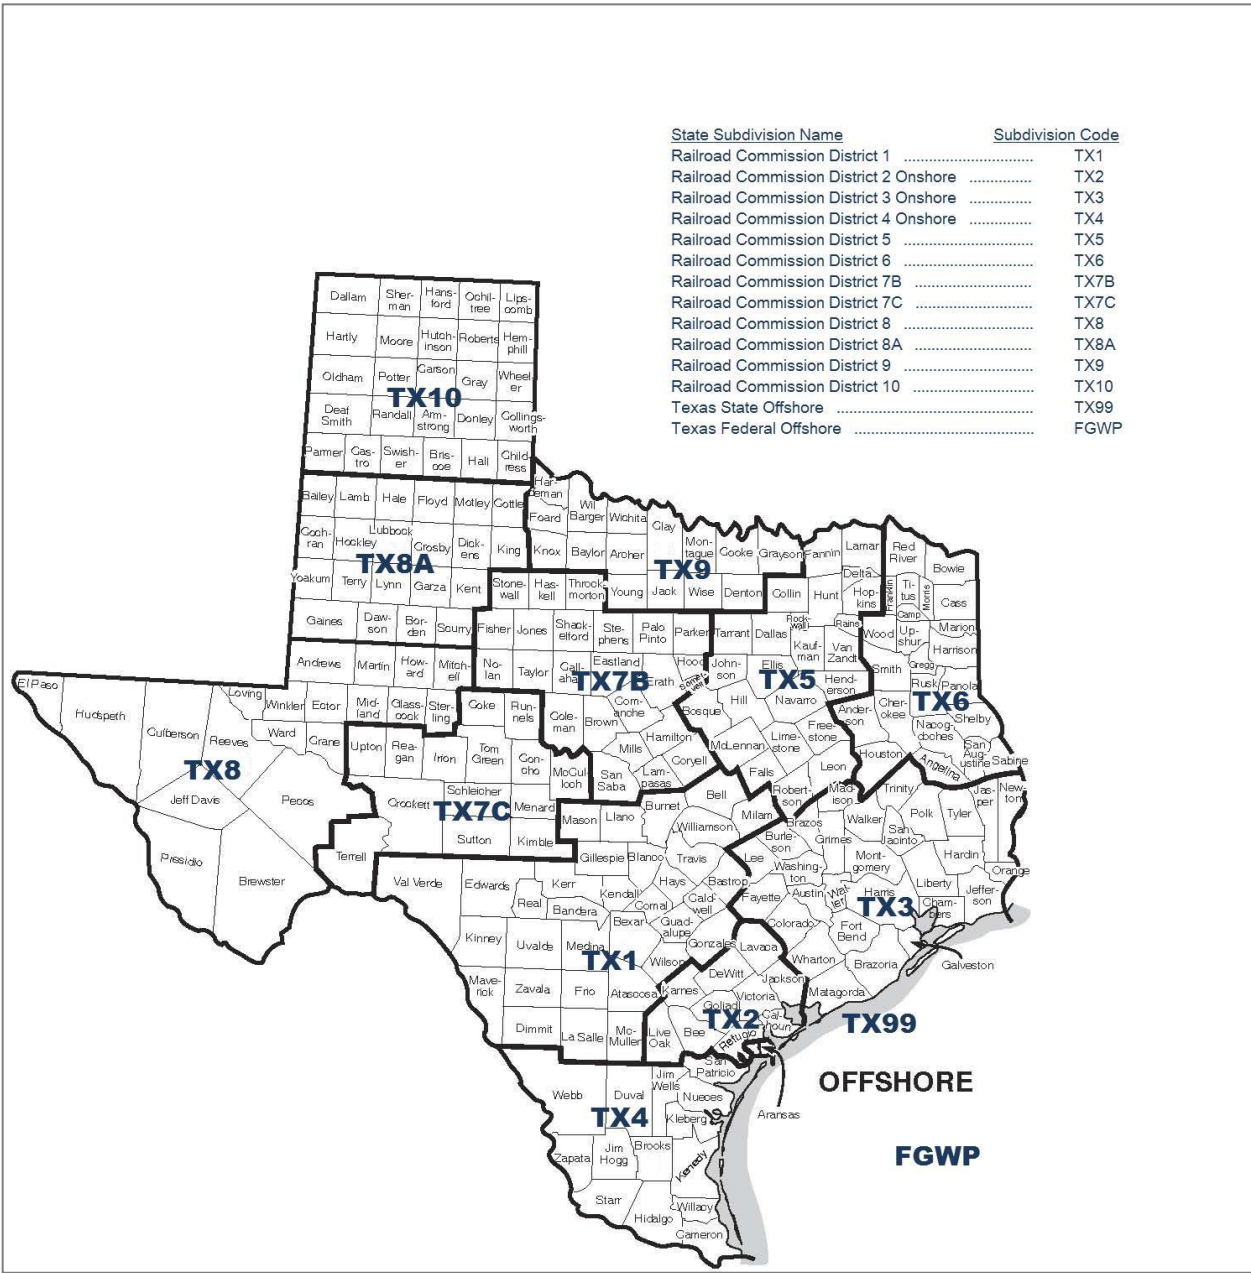 State Subdivision Name Subdivision Code
Railroad Commission District 1 ................................ TX1
Railroad Commission District 2 Onshore ............... TX2
Railroad Commission District 3 Onshore ............... TX3
Railroad Commission District 4 Onshore ............... TX4
Railroad Commission District 5 ................................ TX5
Railroad Commission District 6 ................................ TX6
Railroad Commission District 7B ............................. TX7B
Railroad Commission District 7C ............................. TX7C
Railroad Commission District 8 ................................ TX8
Railroad Commission District 8A ............................. TX8A
Railroad Commission District 9 ................................ TX9
Railroad Commission District 10 .............................. TX10
Texas State Offshore ................................................ TX99
Texas Federal Offshore ............................................ FGWP
Dallam Sher-man Hans-ford Ochil-tree Lips-comb
Hartly Moore Hutch-inson Roberts Hem-phill
Oldham Potter Carson Gray Wheel-er
TX10
Deaf Smith Randall Arm-strong Donley Collings-worth
Parmer Cas-tro Swish-er Bris-coe Hall Child-ress
Bailey Lamb Hale Floyd Motley Cottle Har-deman Foard Wil Barger Wichita Clay
Coch-ran Hockley Lubbock Crosby Dick-ens King Knox Baylor Archer Mon-tague Cooke Grayson Fannin Lamar Red River Bowie
TX8A TX9
Yoakum Terry Lynn Garza Kent Stone-wall Has-kell Throck-morton Young Jack Wise Denton Collin Hunt Delta Hop-kins Franklin Ti-tus Camp Morris Cass
Gaines Daw-son Bor-den Scurry Fisher Jones Shack-elford Ste-phens Palo Pinto Parker Tarrant Dallas Rock-wall Kauf-man Rains Van Zandt Wood Up-shur Marion Harrison
Andrews Martin How-ard Mitch-ell No-lan Taylor Call-ahan Eastland Erath Hood Somer-vell John-son Ellis Hend-erson Smith Gregg Rusk Panola
TX7B TX5 TX6
El Paso Hudspeth Culberson Reeves Loving Winkler Ector Mid-land Glass-cock Ster-ling Coke Run-nels Cole-man Brown Com-anche Bosque Hill Navarro Ander-son Cher-okee Nacog-doches Shelby
Ward Crane Upton Rea-gan Irion Tom Green Con-cho McCul-loch Mills Hamilton Coryell McLennan Lime-stone Free-stone Houston Angelina San Aug-ustine Sabine
TX8
Jeff Davis Pecos Crockett Schleicher Menard San Saba Lam-pasas Falls Leon Robert-son Mad-ison Trinity Jas-per New-ton
TX7C
Presidio Brewster Terrell Sutton Kimble Mason Llano Burnet Bell Williamson Milam Brazos Burle-son Grimes Walker San Jacinto Polk Tyler
Val Verde Edwards Kerr Gillespie Blanco Travis Lee Washing-ton Mont-gomery Hardin Liberty Orange
Real Bandera Kendall Hays Comal Cald-well Bastrop Fayette Austin Wal-ler Harris Cham-bers Jeffer-son
TX3
Kinney Uvalde Medina Bexar Guad-alupe Gonzales Colorado Fort Bend
TX1
Wilson Lavaca Wharton Brazoria Galveston
Mave-rick Zavala Frio Atascosa Karnes DeWitt Jackson Matagorda
Dimmit La Salle Mc-Mullen Live Oak Bee Goliad Victoria Cal-houn Refugio
TX2 TX99
Webb Duval Jim Wells San Patricio Nueces Aransas
OFFSHORE
TX4
Kleberg
Zapata Jim Hogg Brooks Kenedy
FGWP
Starr Hidalgo Willacy
Cameron